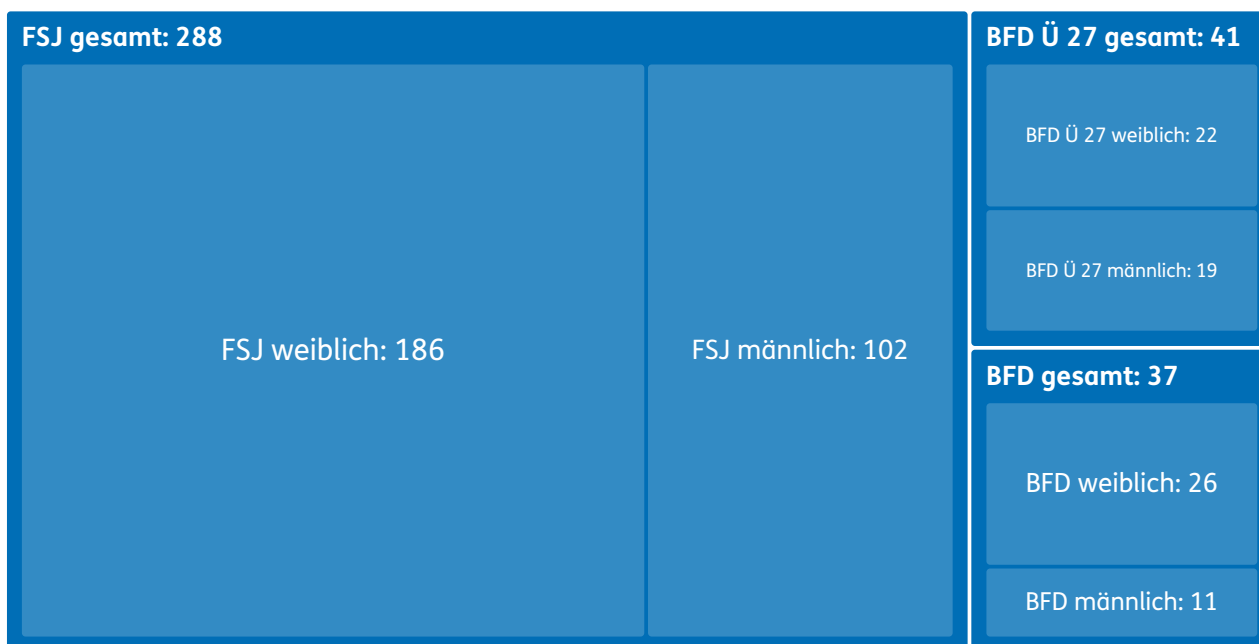 FSJ gesamt: 288
FSJ weiblich: 186
FSJ männlich: 102
BFD Ü 27 gesamt: 41
BFD Ü 27 weiblich: 22
BFD Ü 27 männlich: 19
BFD gesamt: 37
BFD weiblich: 26
BFD männlich: 11